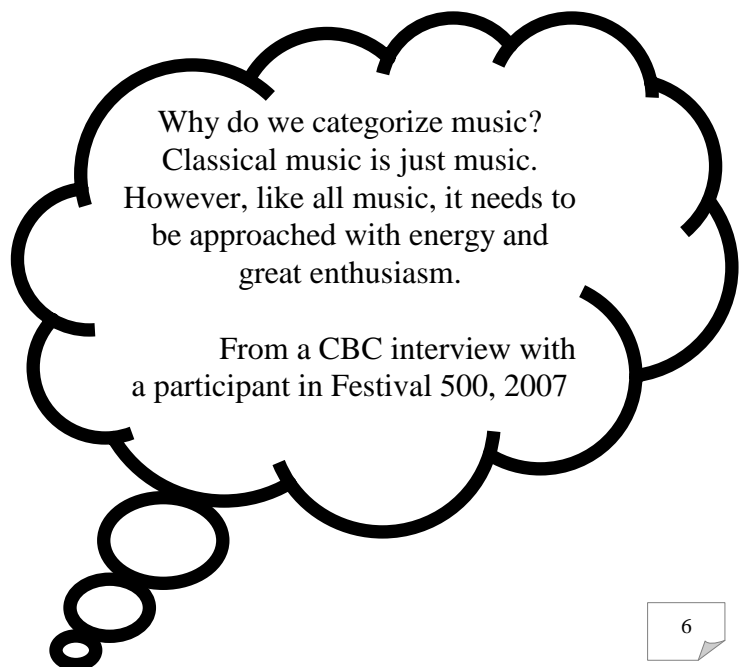 Why do we categorize music?
Classical music is just music.
However, like all music, it needs to
be approached with energy and
great enthusiasm.
From a CBC interview with
a participant in Festival 500, 2007
6